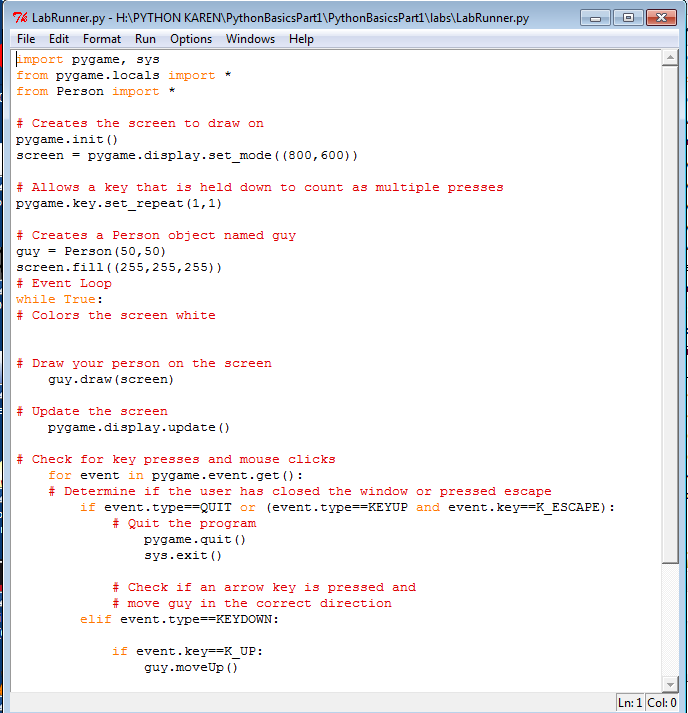 LabRunner.py - H:\PYTHON KAREN\PythonBasicsPart1\PythonBasicsPart1\labs\LabRunner.py
File Edit Format Run Options Windows Help
import pygame, sys
from pygame.locals import *
from Person import *

# Creates the screen to draw on
pygame.init()
screen = pygame.display.set_mode((800,600))

# Allows a key that is held down to count as multiple presses
pygame.key.set_repeat(1,1)

# Creates a Person object named guy
guy = Person(50,50)
screen.fill((255,255,255))
# Event Loop
while True:
# Colors the screen white


# Draw your person on the screen
    guy.draw(screen)

# Update the screen
    pygame.display.update()

# Check for key presses and mouse clicks
    for event in pygame.event.get():
    # Determine if the user has closed the window or pressed escape
        if event.type==QUIT or (event.type==KEYUP and event.key==K_ESCAPE):
            # Quit the program
                pygame.quit()
                sys.exit()

            # Check if an arrow key is pressed and
            # move guy in the correct direction
        elif event.type==KEYDOWN:

            if event.key==K_UP:
                guy.moveUp()
Ln: 1 Col: 0